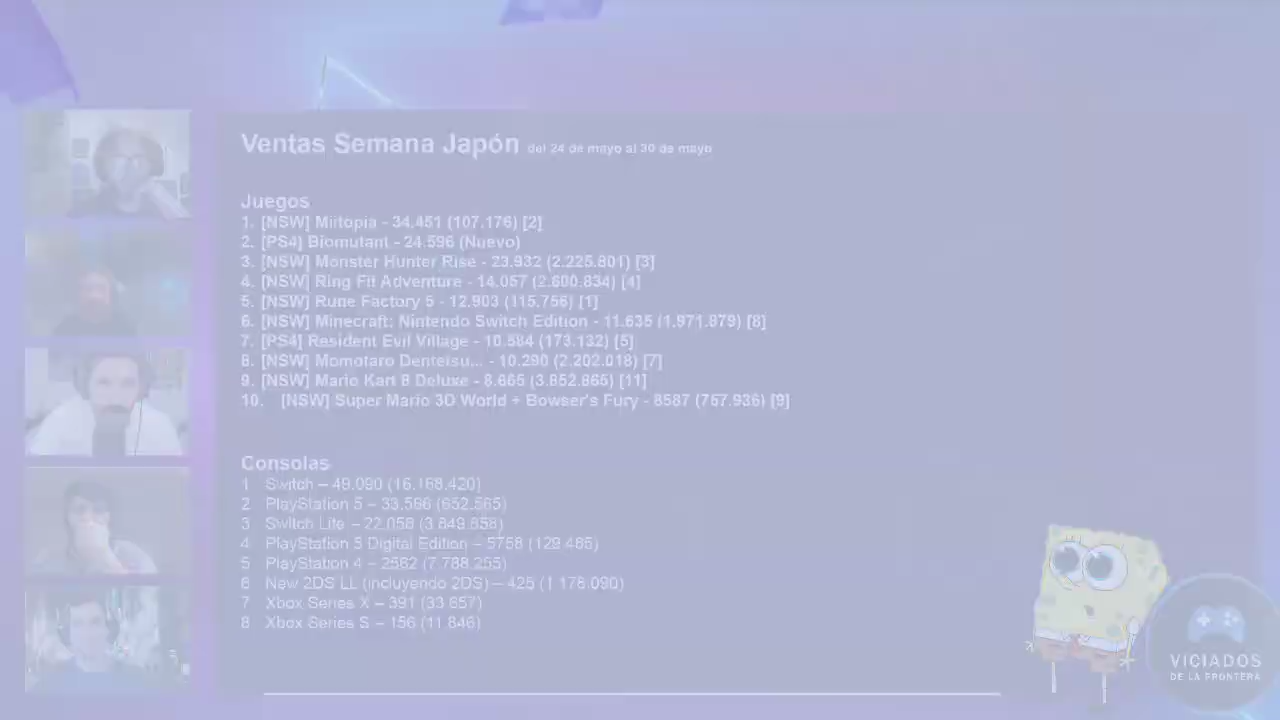 Ventas Semana Japón del 24 de mayo al 30 de mayo
Juegos
1. [NSW] Miitopia - 34.451 (107.176) [2]
2. [PS4] Biomutant - 24.596 (Nuevo)
3. [NSW] Monster Hunter Rise - 23.932 (2.225.801) [3]
4. [NSW] Ring Fit Adventure - 14.057 (2.600.834) [4]
5. [NSW] Rune Factory 5 - 12.903 (115.756) [1]
6. [NSW] Minecraft: Nintendo Switch Edition - 11.635 (1.971.979) [8]
7. [PS4] Resident Evil Village - 10.584 (173.132) [5]
8. [NSW] Momotaro Dentetsu... - 10.290 (2.202.018) [7]
9. [NSW] Mario Kart 8 Deluxe - 8.665 (3.852.865) [11]
10. [NSW] Super Mario 3D World + Bowser's Fury - 8587 (767.936) [9]
Consolas
1 Switch – 49.090 (16.168.420)
2 PlayStation 5 – 33.566 (652.565)
3 Switch Lite – 22.058 (3.849.858)
4 PlayStation 5 Digital Edition – 5758 (129.485)
5 PlayStation 4 – 2562 (7.788.255)
6 New 2DS LL (incluyendo 2DS) – 425 (1.178.090)
7 Xbox Series X – 391 (33.657)
8 Xbox Series S – 156 (11.846)
VICIADOS
DE LA FRONTERA